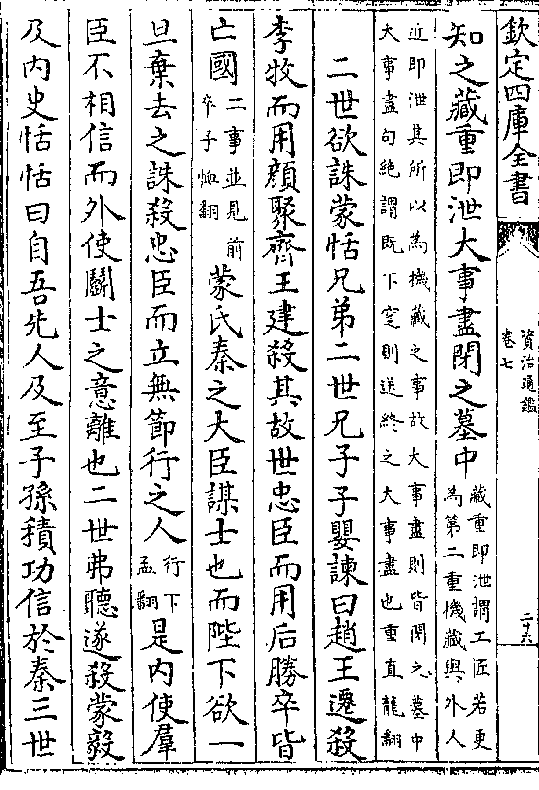 欽定四庫全書
資治通鑑
卷七
二十六
知之藏重即泄大事盡閉之墓中
藏重即泄謂工匠若更
為第二重機藏與外人
近即泄其所以為機藏之事故大事盡則皆閉之墓中
大事盡句絶謂既下窆則送終之大事盡也重直龍翻
二世欲誅蒙恬兄弟二世兄子子嬰諫曰趙王遷殺
李牧而用顔聚齊王建殺其故世忠臣而用后勝卒皆
亡國
二事並見前
卒子恤翻
蒙氏秦之大臣謀士也而陛下欲一
旦棄去之誅殺忠臣而立無節行之人
行下
孟翻
是内使羣
臣不相信而外使鬭士之意離也二世弗聽遂殺蒙毅
及内史恬恬曰自吾先人及至子孫積功信於秦三世